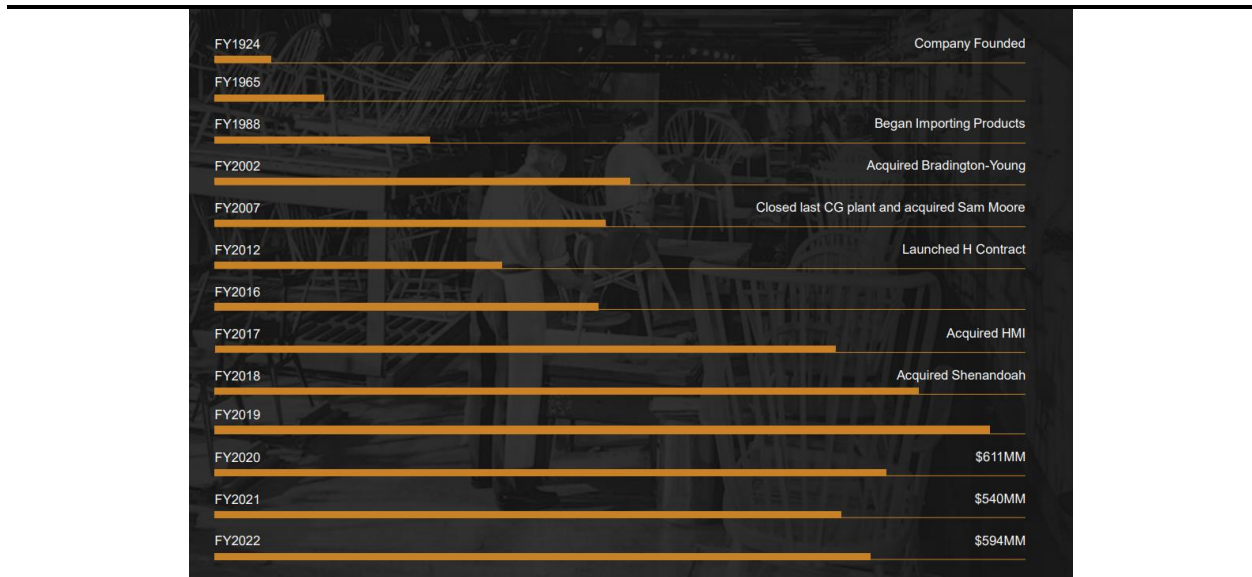 FY1924 Company Founded
FY1965
FY1988 Began Importing Products
FY2002 Acquired Bradington-Young
FY2007 Closed last CG plant and acquired Sam Moore
FY2012 Launched H Contract
FY2016
FY2017 Acquired HMI
FY2018 Acquired Shenandoah
FY2019
FY2020 $611MM
FY2021 $540MM
FY2022 $594MM